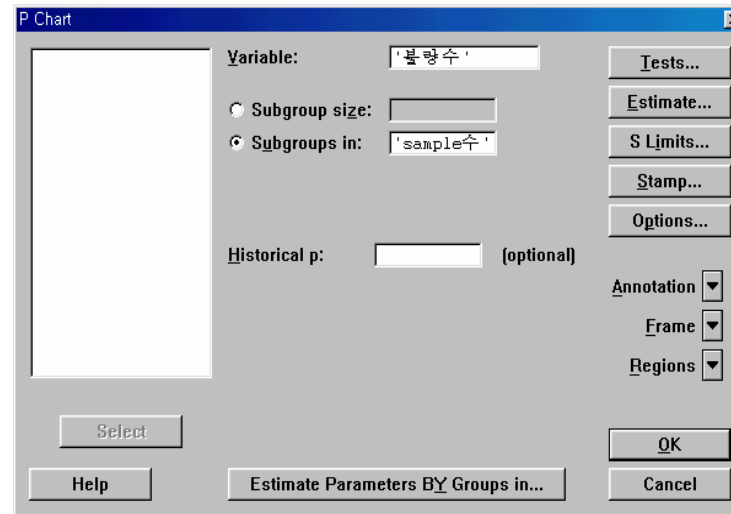 P Chart
Variable: '불량수'
Subgroup size:
Subgroups in: 'sample수'
Historical p: (optional)
Tests...
Estimate...
S Limits...
Stamp...
Options...
Annotation
Frame
Regions
Select
OK
Help
Estimate Parameters BY Groups in...
Cancel